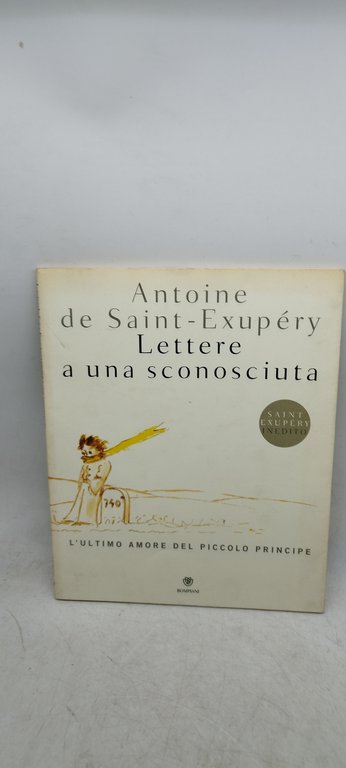 Antoine
de Saint-Exupéry
Lettere
a una sconosciuta
SAINT
EXUPÉRY
INEDITO
L'ULTIMO AMORE DEL PICCOLO PRINCIPE
BOMPIANI